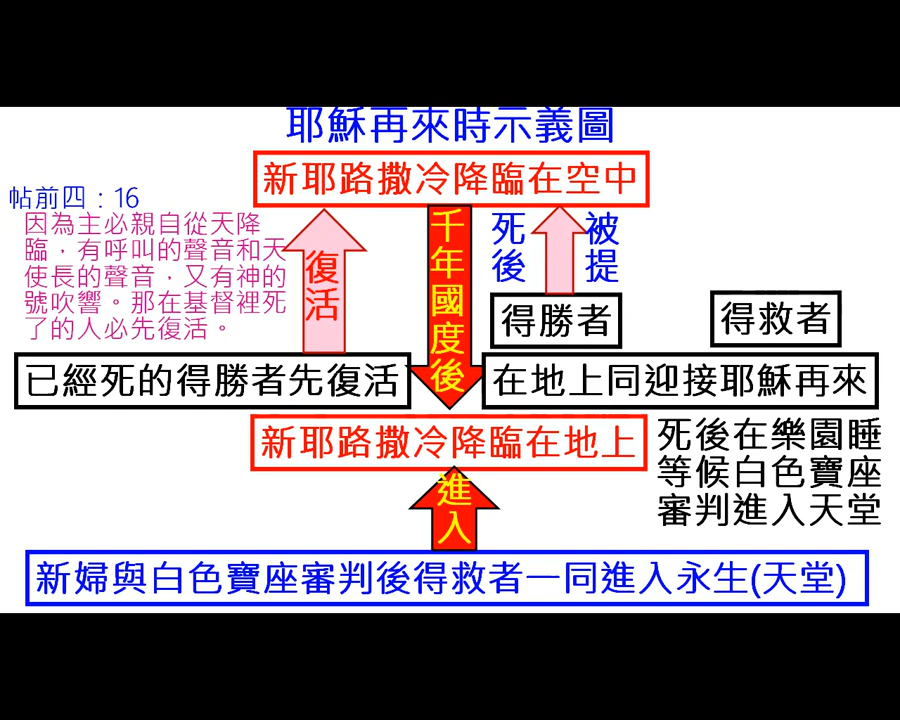 耶穌再來時示義圖
新耶路撒冷降臨在空中
帖前四：16
因為主必親自從天降
臨，有呼叫的聲音和天
使長的聲音，又有神的
號吹響。那在基督裡死
了的人必先復活。
復活
千年國度後
死後
被提
得勝者
得救者
已經死的得勝者先復活
在地上同迎接耶穌再來
新耶路撒冷降臨在地上
死後在樂園睡
等候白色寶座
審判進入天堂
進入
新婦與白色寶座審判後得救者一同進入永生(天堂)